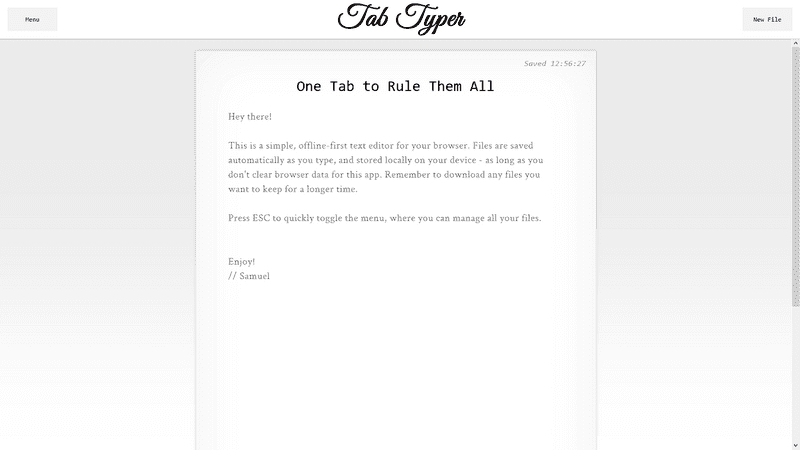 Menu
Tab Typer
New File
Saved 12:56:27
One Tab to Rule Them All
Hey there!
This is a simple, offline-first text editor for your browser. Files are saved
automatically as you type, and stored locally on your device - as long as you
don't clear browser data for this app. Remember to download any files you
want to keep for a longer time.
Press ESC to quickly toggle the menu, where you can manage all your files.
Enjoy!
// Samuel